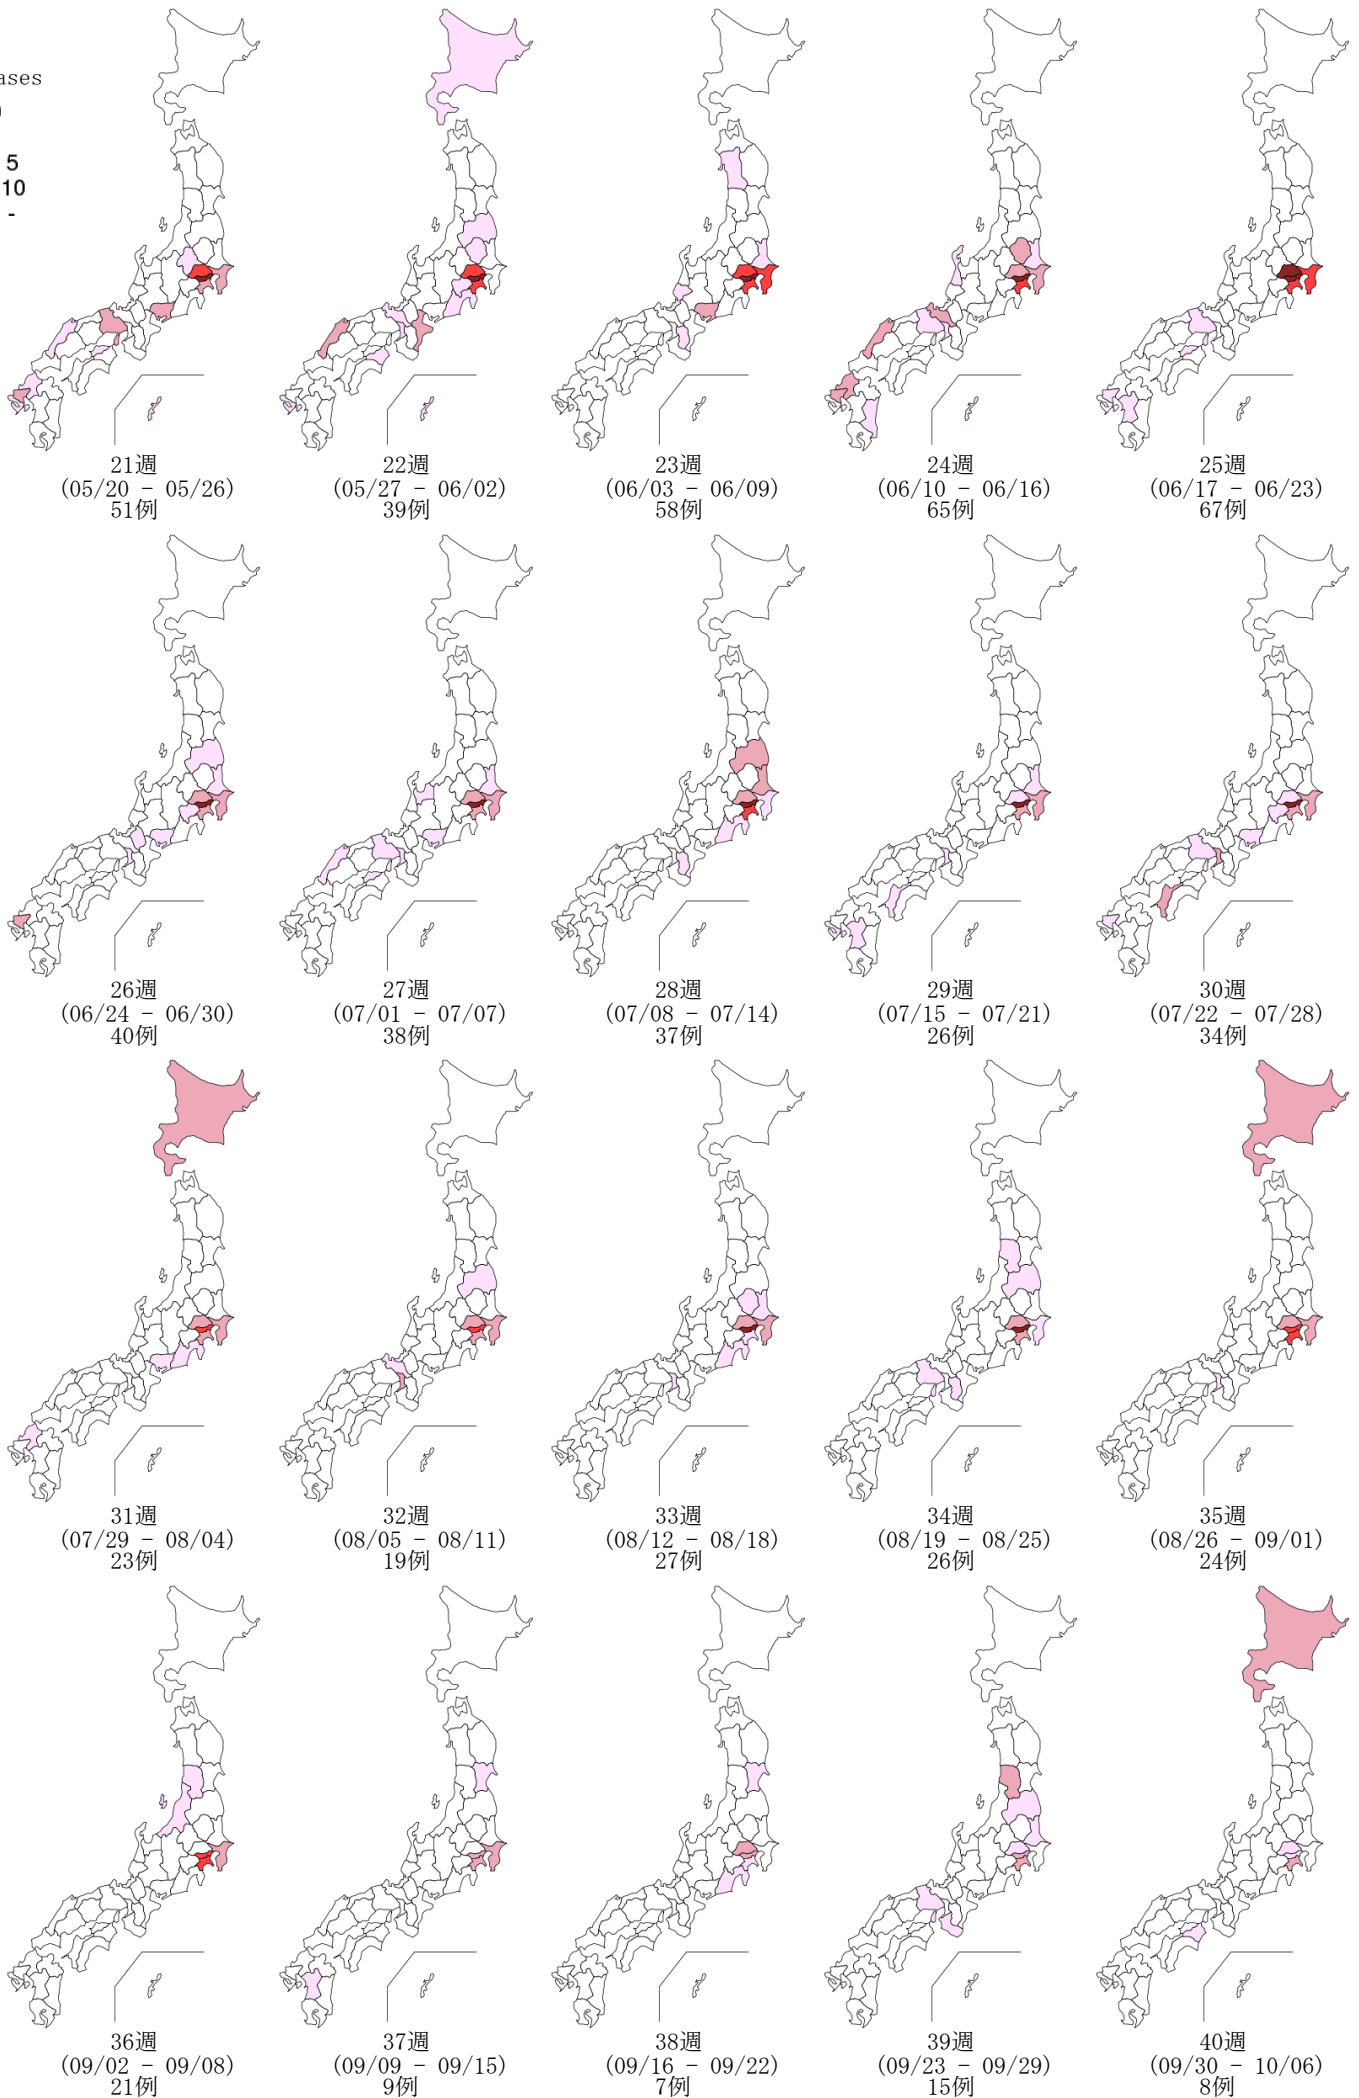 ases
5
10
-
21週
(05/20 - 05/26)
51例
22週
(05/27 - 06/02)
39例
23週
(06/03 - 06/09)
58例
24週
(06/10 - 06/16)
65例
25週
(06/17 - 06/23)
67例
26週
(06/24 - 06/30)
40例
27週
(07/01 - 07/07)
38例
28週
(07/08 - 07/14)
37例
29週
(07/15 - 07/21)
26例
30週
(07/22 - 07/28)
34例
31週
(07/29 - 08/04)
23例
32週
(08/05 - 08/11)
19例
33週
(08/12 - 08/18)
27例
34週
(08/19 - 08/25)
26例
35週
(08/26 - 09/01)
24例
36週
(09/02 - 09/08)
21例
37週
(09/09 - 09/15)
9例
38週
(09/16 - 09/22)
7例
39週
(09/23 - 09/29)
15例
40週
(09/30 - 10/06)
8例